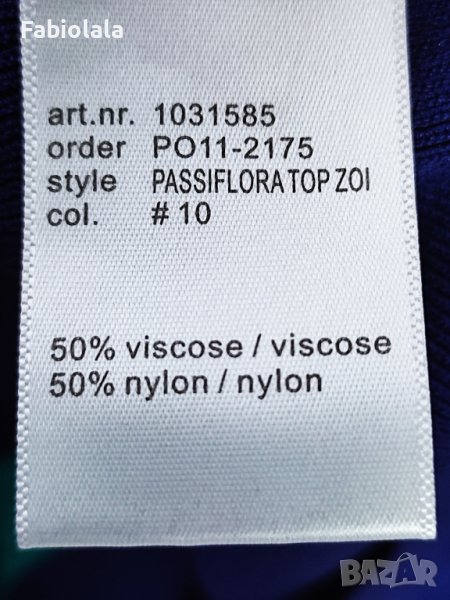 Fabiolala
art.nr. 1031585
order PO11-2175
style PASSIFLORA TOP ZOI
col. # 10
50% viscose / viscose
50% nylon / nylon
BAZAR